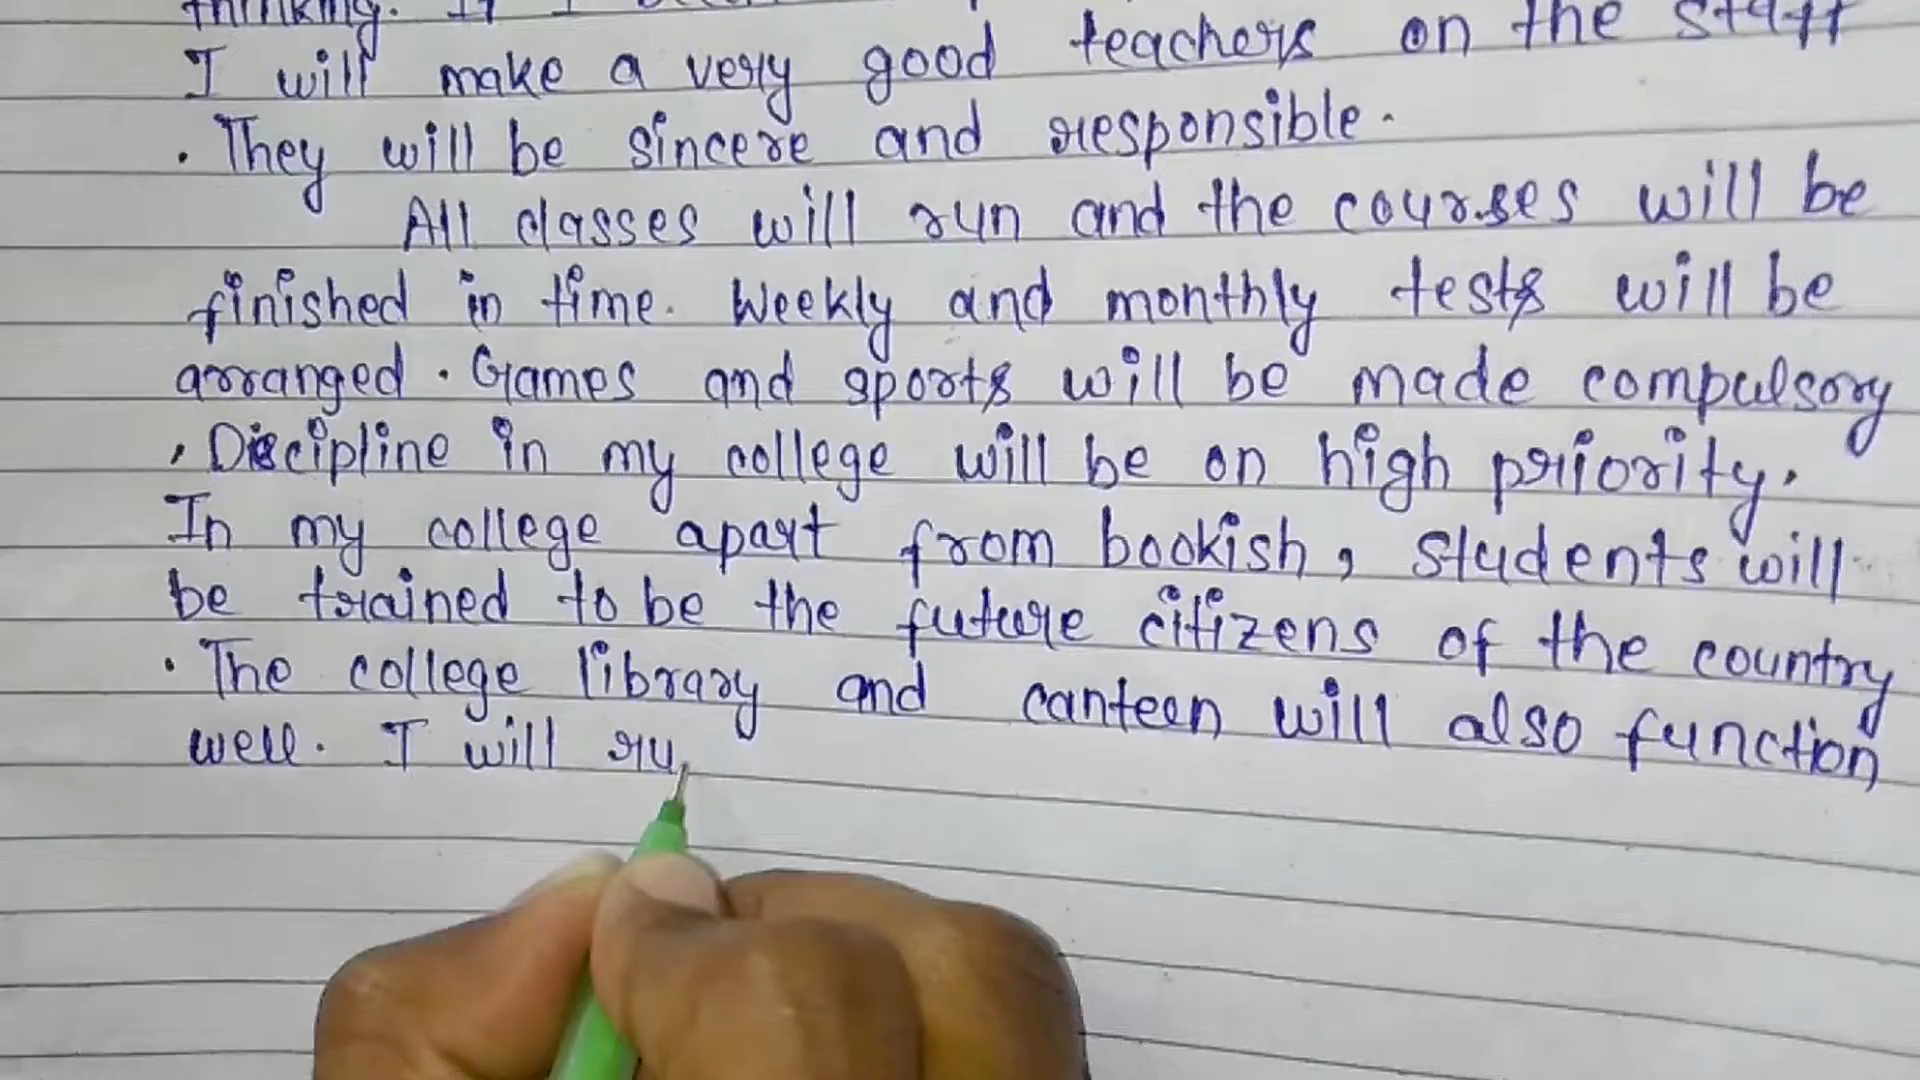 thinking. If I
I will make a very good teachers on the staff
. They will be sincere and responsible.
All classes will run and the courses will be
finished in time. Weekly and monthly tests will be
arranged. Games and sports will be made compulsory
. Discipline in my college will be on high priority.
In my college apart from bookish, students will
be trained to be the future citizens of the country
. The college library and canteen will also function
well. I will ru